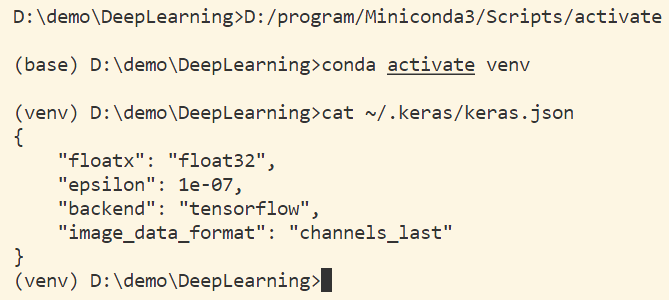 D:\demo\DeepLearning>D:/program/Miniconda3/Scripts/activate
(base) D:\demo\DeepLearning>conda activate venv
(venv) D:\demo\DeepLearning>cat ~/.keras/keras.json
{
    "floatx": "float32",
    "epsilon": 1e-07,
    "backend": "tensorflow",
    "image_data_format": "channels_last"
}
(venv) D:\demo\DeepLearning>